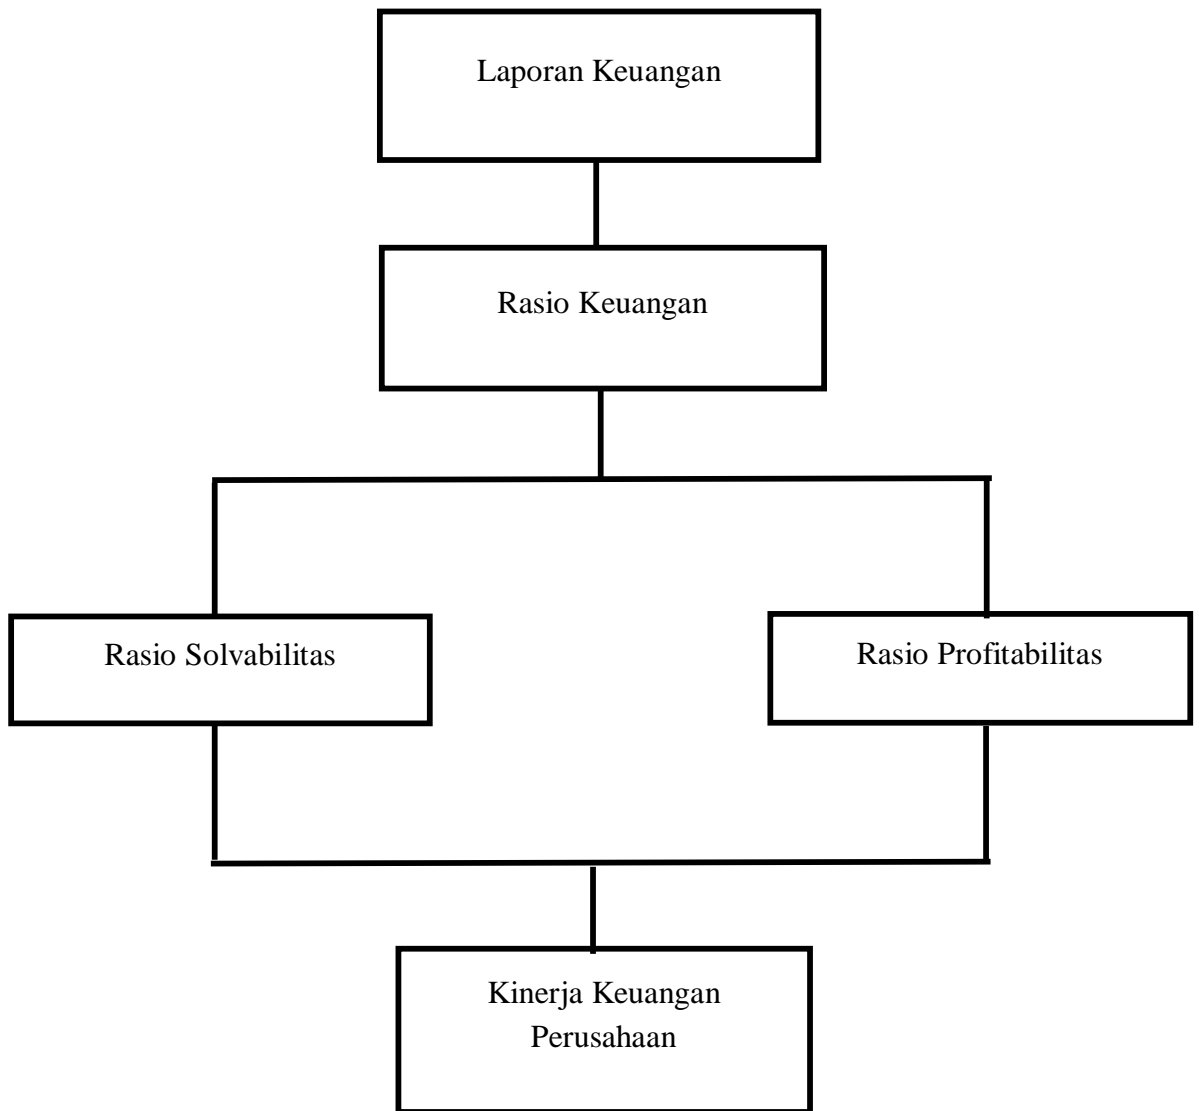 Laporan Keuangan
Rasio Keuangan
Rasio Solvabilitas
Rasio Profitabilitas
Kinerja Keuangan
Perusahaan